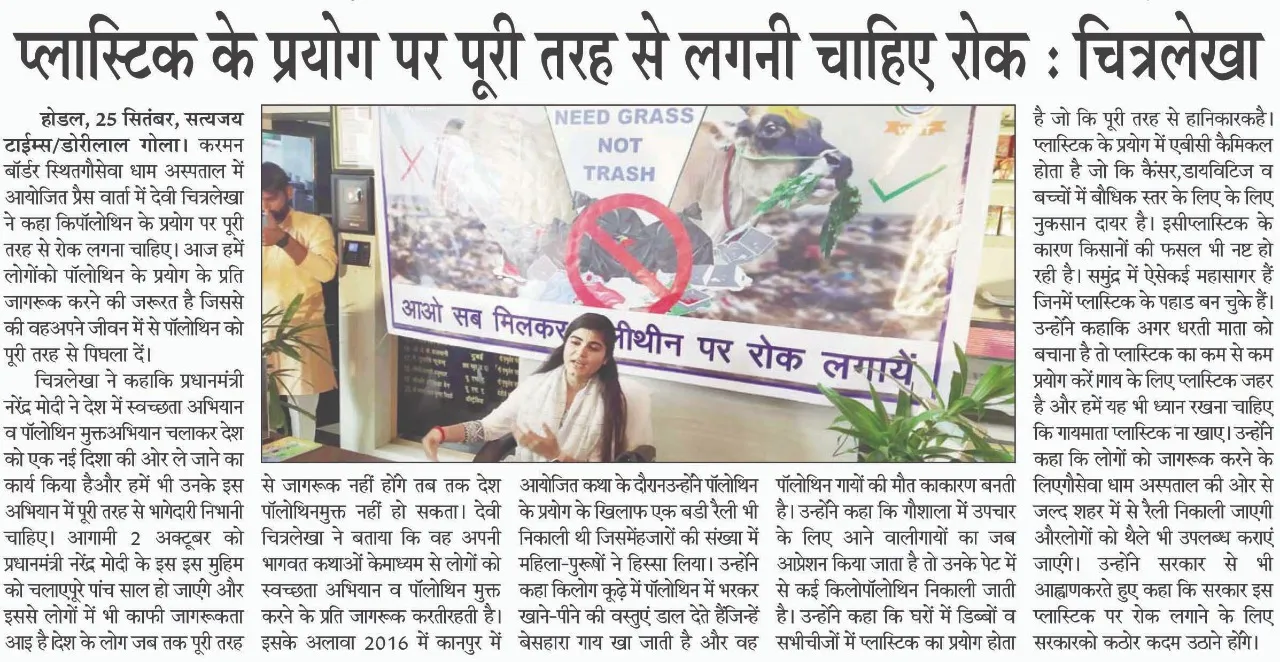 प्लास्टिक के प्रयोग पर पूरी तरह से लगनी चाहिए रोक : चित्रलेखा
होडल, 25 सितंबर, सत्यजय
टाईम्स/डोरीलाल गोला। करमन
बॉर्डर स्थितगौसेवा धाम अस्पताल में
आयोजित प्रैस वार्ता में देवी चित्रलेखा
ने कहा किपॉलोथिन के प्रयोग पर पूरी
तरह से रोक लगना चाहिए। आज हमें
लोगोंको पॉलोथिन के प्रयोग के प्रति
जागरूक करने की जरूरत है जिससे
की वहअपने जीवन में से पॉलोथिन को
पूरी तरह से पिघला दें।
चित्रलेखा ने कहाकि प्रधानमंत्री
नरेंद्र मोदी ने देश में स्वच्छता अभियान
व पॉलोथिन मुक्तअभियान चलाकर देश
को एक नई दिशा की ओर ले जाने का
कार्य किया हैऔर हमें भी उनके इस
अभियान में पूरी तरह से भागेदारी निभानी
चाहिए। आगामी 2 अक्टूबर को
प्रधानमंत्री नरेंद्र मोदी के इस इस मुहिम
को चलाएपूरे पांच साल हो जाएंगे और
इससे लोगों में भी काफी जागरूकता
आइ है।देश के लोग जब तक पूरी तरह
NEED GRASS
NOT
TRASH
आओ सब मिलकर लीथीन पर रोक लगायें
से जागरूक नहीं होंगे तब तक देश
पॉलोथिनमुक्त नहीं हो सकता। देवी
चित्रलेखा ने बताया कि वह अपनी
भागवत कथाओं केमाध्यम से लोगों को
स्वच्छता अभियान व पॉलोथिन मुक्त
करने के प्रति जागरूक करतीरहती है।
इसके अलावा 2016 में कानपुर में
आयोजित कथा के दौरानउन्होंने पॉलोथिन
के प्रयोग के खिलाफ एक बडी रैली भी
निकाली थी जिसमेंहजारों की संख्या में
महिला-पुरूषों ने हिस्सा लिया। उन्होंने
कहा किलोग कूढ़े में पॉलोथिन में भरकर
खाने-पीने की वस्तुएं डाल देते हैंजिन्हें
बेसहारा गाय खा जाती है और वह
पॉलोथिन गायों की मौत काकारण बनती
है। उन्होंने कहा कि गौशाला में उपचार
के लिए आने वालीगायों का जब
आप्रेशन किया जाता है तो उनके पेट में
से कई किलोपॉलोथिन निकाली जाती
है। उन्होंने कहा कि घरों में डिब्बों व
सभीचीजों में प्लास्टिक का प्रयोग होता
है जो कि पूरी तरह से हानिकारकहै।
प्लास्टिक के प्रयोग में एबीसी कैमिकल
होता है जो कि कैंसर,डायविटिज व
बच्चों में बौधिक स्तर के लिए के लिए
नुकसान दायर है। इसीप्लास्टिक के
कारण किसानों की फसल भी नष्ट हो
रही है। समुंद्र में ऐसेकई महासागर हैं
जिनमें प्लास्टिक के पहाड बन चुके हैं।
उन्होंने कहाकि अगर धरती माता को
बचाना है तो प्लास्टिक का कम से कम
प्रयोग करें।गाय के लिए प्लास्टिक जहर
है और हमें यह भी ध्यान रखना चाहिए
कि गायमाता प्लास्टिक ना खाए। उन्होंने
कहा कि लोगों को जागरूक करने के
लिएगौसेवा धाम अस्पताल की ओर से
जल्द शहर में से रैली निकाली जाएगी
औरलोगों को थैले भी उपलब्ध कराएं
जाएंगे। उन्होंने सरकार से भी
आह्वाणकरते हुए कहा कि सरकार इस
प्लास्टिक पर रोक लगाने के लिए
सरकारको कठोर कदम उठाने होंगे।